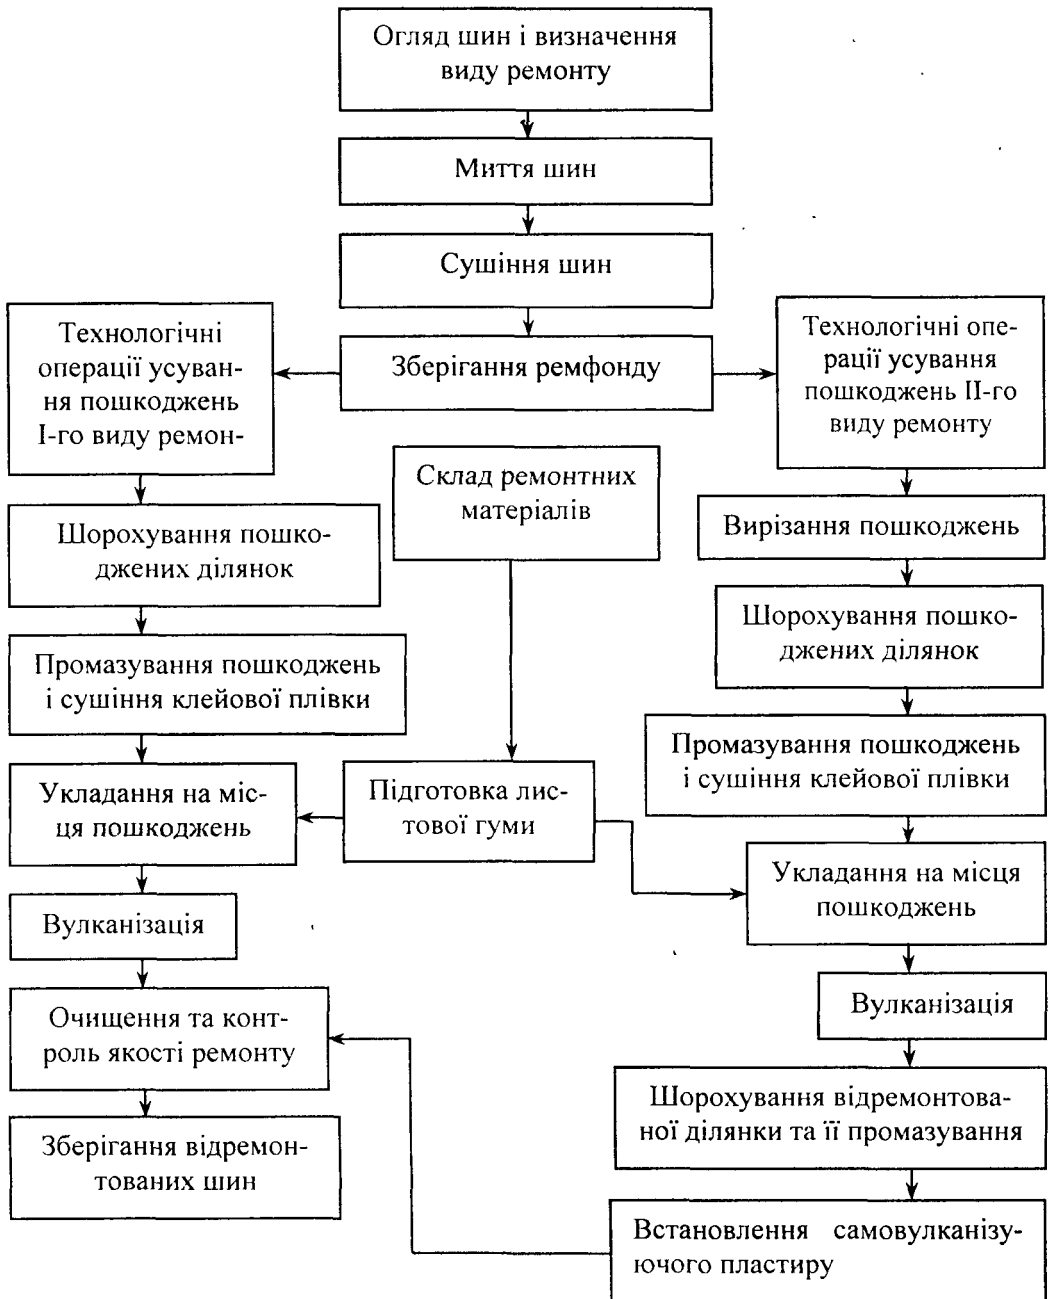 Огляд шин і визначення
виду ремонту
Миття шин
Сушіння шин
Зберігання ремфонду
Технологічні
операції усуван-
ня пошкоджень
І-го виду ремон-
Шорохування пошко-
джених ділянок
Промазування пошкоджень
і сушіння клейової плівки
Укладання на міс-
ця пошкоджень
Вулканізація
Очищення та конт-
роль якості ремонту
Зберігання відремон-
тованих шин
Склад ремонтних
матеріалів
Підготовка лис-
тової гуми
Технологічні опе-
рації усування
пошкоджень ІІ-го
виду ремонту
Вирізання пошкоджень
Шорохування пошко-
джених ділянок
Промазування пошкоджень
і сушіння клейової плівки
Укладання на місця
пошкоджень
Вулканізація
Шорохування відремонтова-
ної ділянки та її промазування
Встановлення самовулканізу-
ючого пластиру